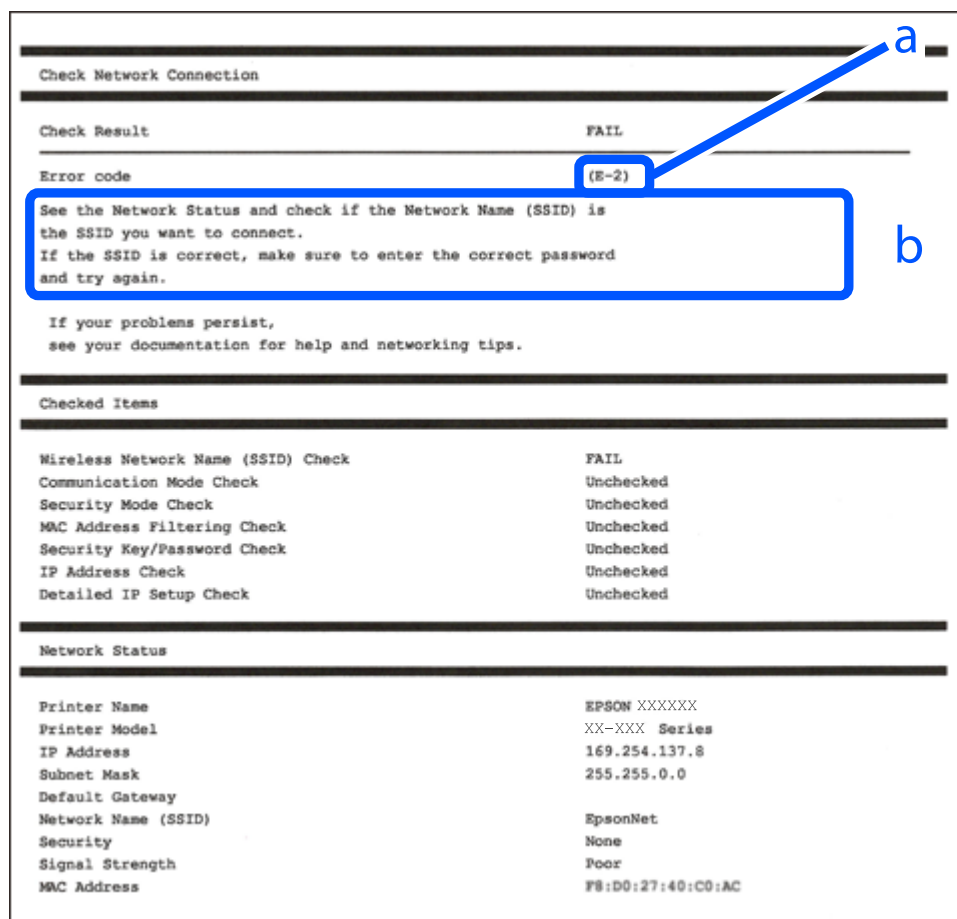 a
Check Network Connection
Check Result FAIL
Error code (E-2)
See the Network Status and check if the Network Name (SSID) is
the SSID you want to connect.
If the SSID is correct, make sure to enter the correct password
and try again.
b
If your problems persist,
see your documentation for help and networking tips.
Checked Items
Wireless Network Name (SSID) Check FAIL
Communication Mode Check Unchecked
Security Mode Check Unchecked
MAC Address Filtering Check Unchecked
Security Key/Password Check Unchecked
IP Address Check Unchecked
Detailed IP Setup Check Unchecked
Network Status
Printer Name EPSON XXXXXX
Printer Model XX-XXX Series
IP Address 169.254.137.8
Subnet Mask 255.255.0.0
Default Gateway
Network Name (SSID) EpsonNet
Security None
Signal Strength Poor
MAC Address F8:D0:27:40:C0:AC